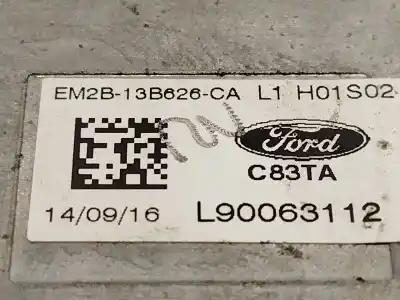 EM2B-13B626-CA L1 H01S02
Ford
C83TA
14/09/16 L90063112